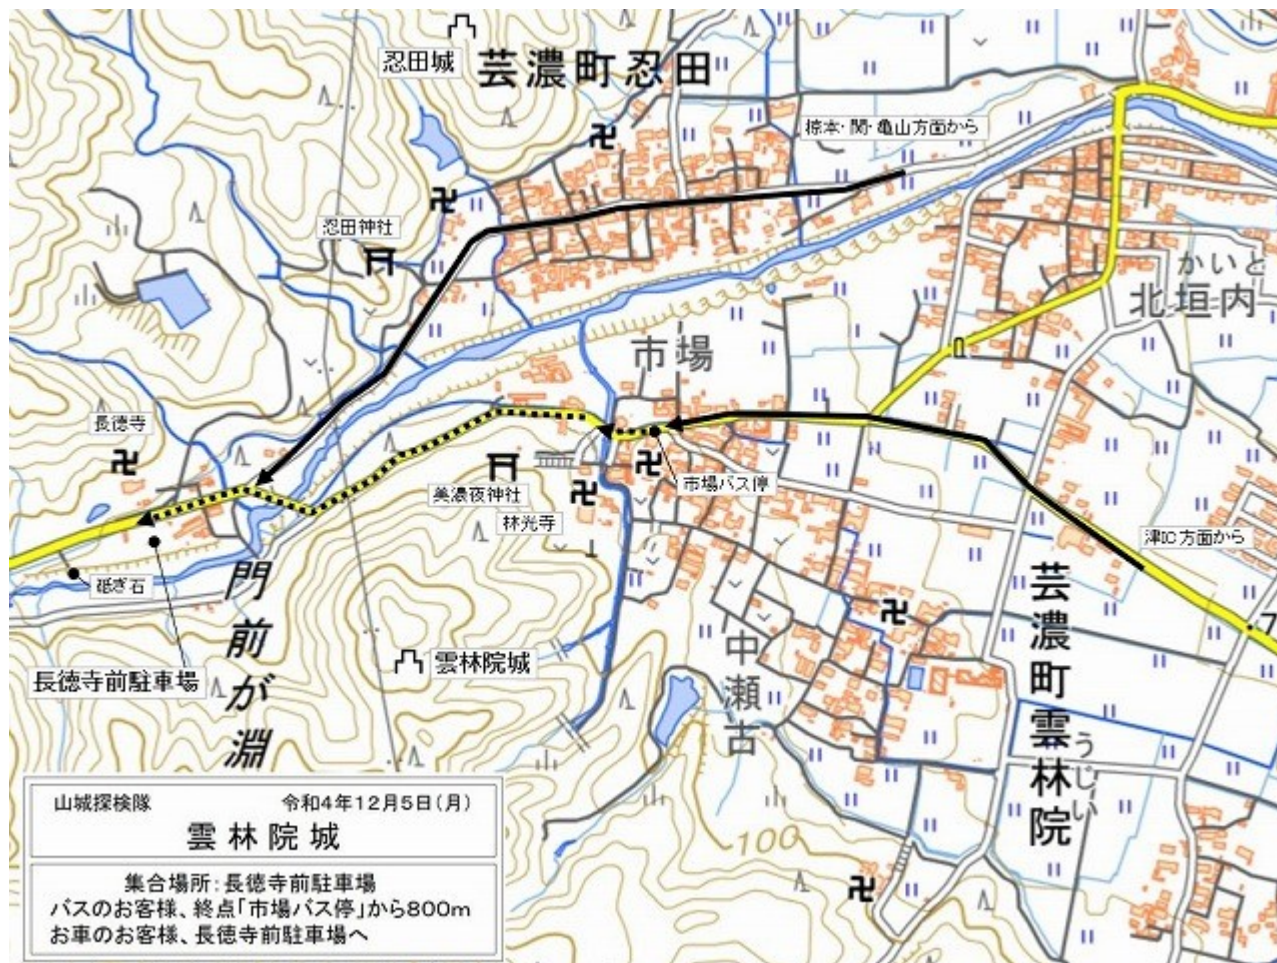 忍田城
芸濃町忍田
椋本・関・亀山方面から
忍田神社
かいと
北垣内
市場
長徳寺
市場バス停
美濃夜神社
林光寺
津IC方面から
砥ぎ石
門前が淵
雲林院城
長徳寺前駐車場
中瀬古
芸濃町雲林院
うじい
7
100
山城探検隊 令和4年12月5日(月)
雲林院城
集合場所:長徳寺前駐車場
バスのお客様、終点「市場バス停」から800m
お車のお客様、長徳寺前駐車場へ